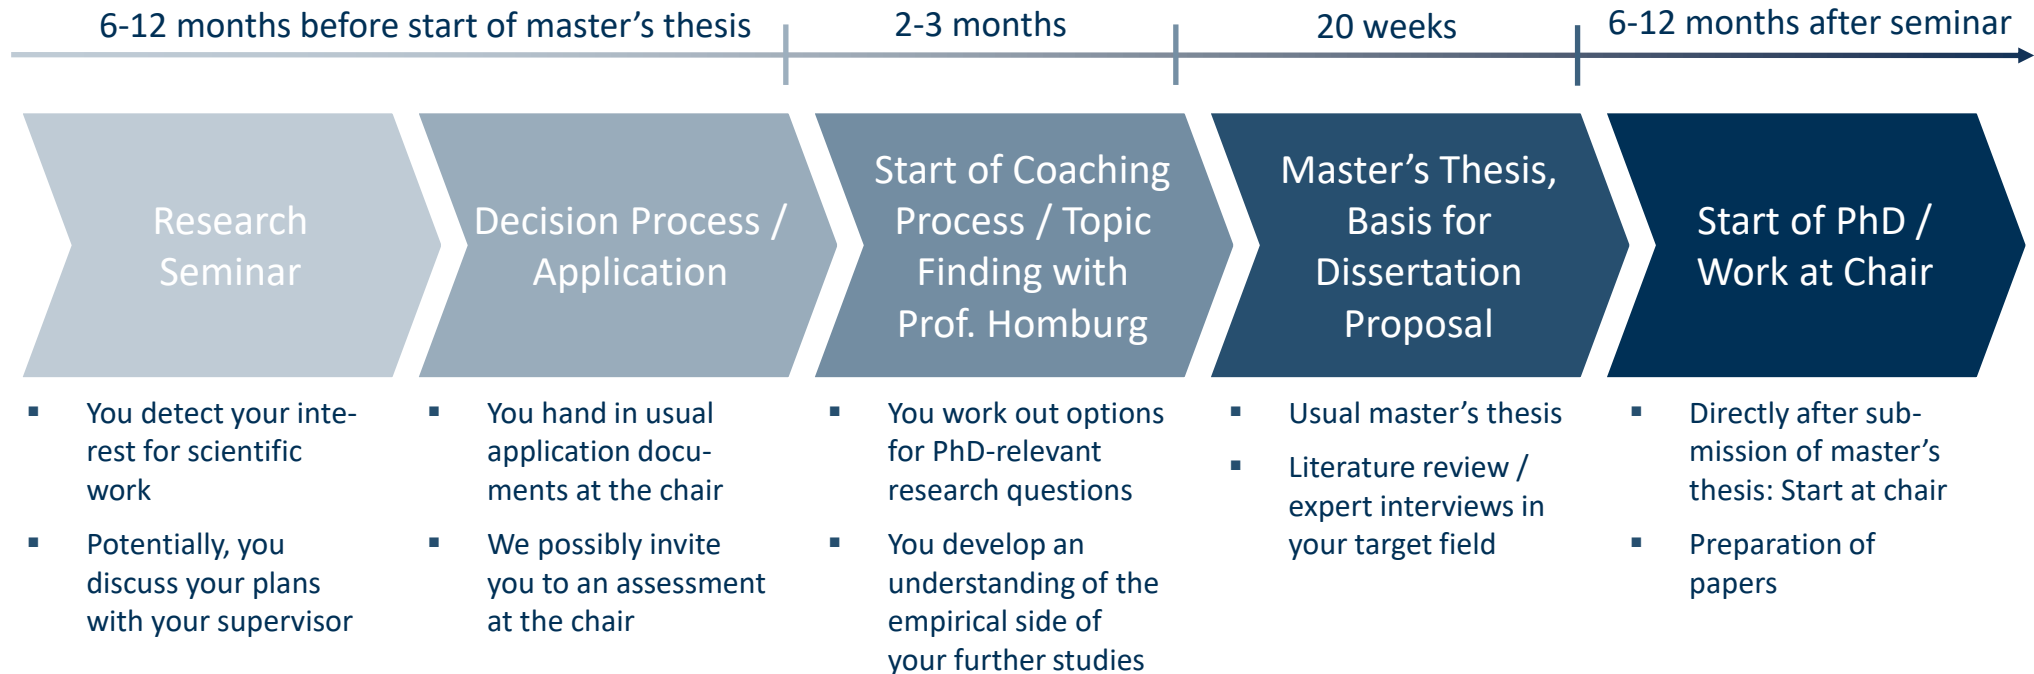 6-12 months before start of master's thesis
2-3 months
20 weeks
6-12 months after seminar
Research
Seminar
Decision Process /
Application
Start of Coaching
Process / Topic
Finding with
Prof. Homburg
Master's Thesis,
Basis for
Dissertation
Proposal
Start of PhD /
Work at Chair
▪ You detect your inte-
rest for scientific
work
▪ Potentially, you
discuss your plans
with your supervisor
▪ You hand in usual
application docu-
ments at the chair
▪ We possibly invite
you to an assessment
at the chair
▪ You work out options
for PhD-relevant
research questions
▪ You develop an
understanding of the
empirical side of
your further studies
▪ Usual master's thesis
▪ Literature review /
expert interviews in
your target field
▪ Directly after sub-
mission of master's
thesis: Start at chair
▪ Preparation of
papers